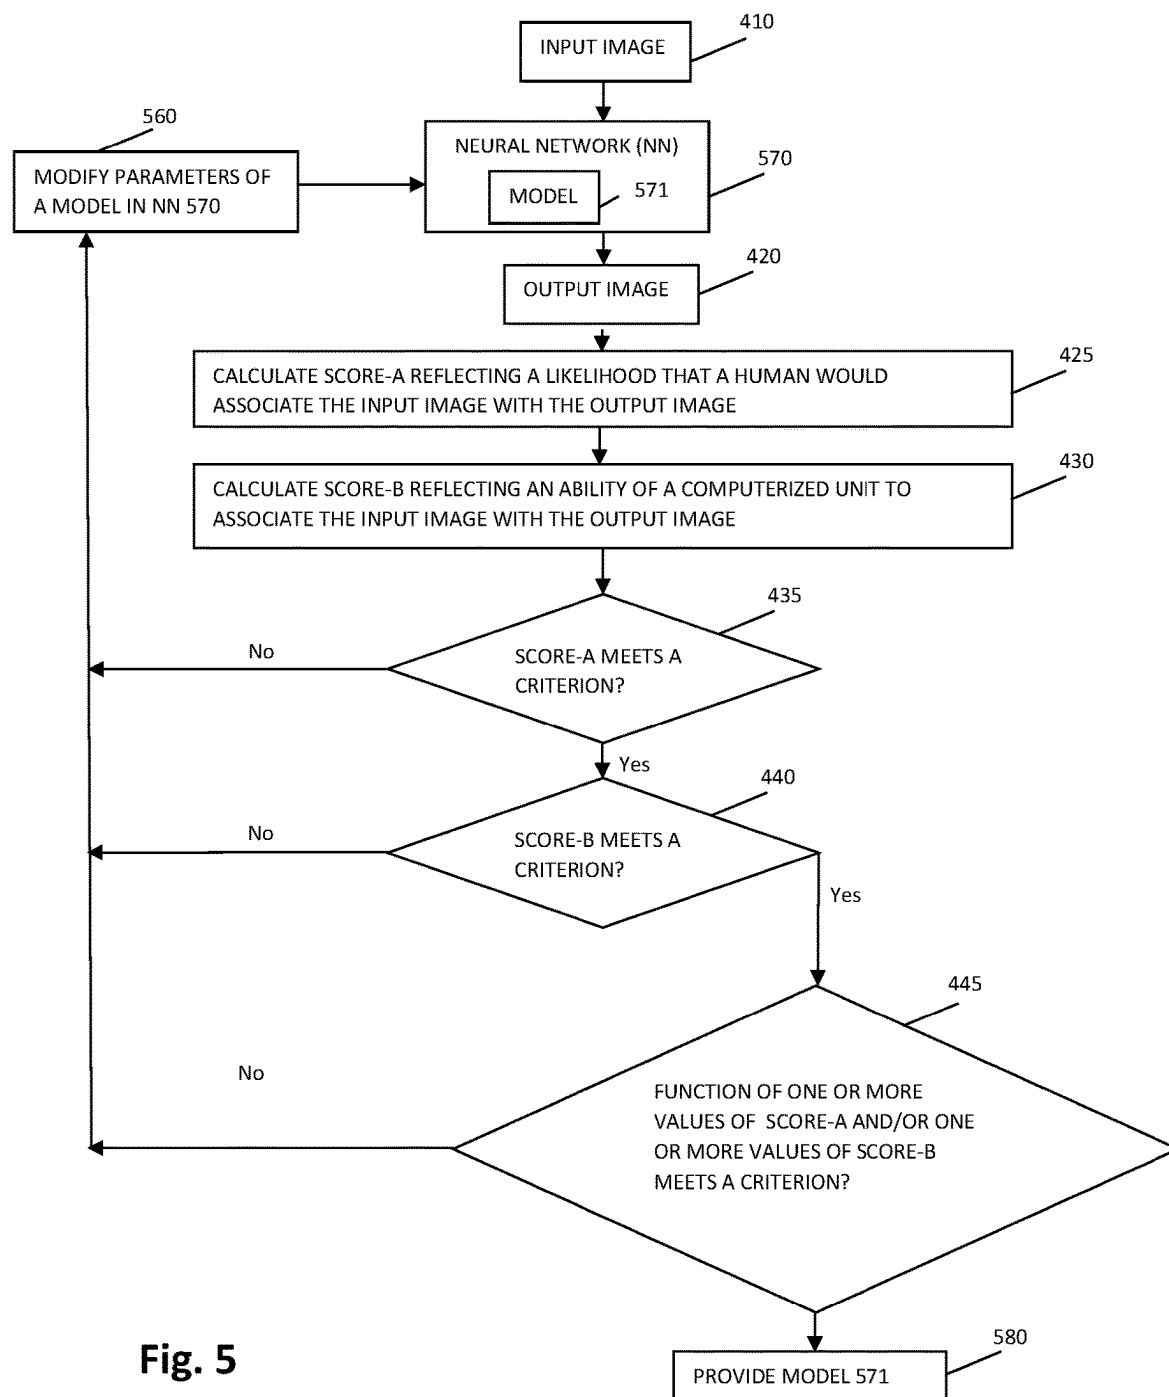 410
INPUT IMAGE
560
NEURAL NETWORK (NN)
570
MODIFY PARAMETERS OF
A MODEL IN NN 570
MODEL
571
420
OUTPUT IMAGE
425
CALCULATE SCORE-A REFLECTING A LIKELIHOOD THAT A HUMAN WOULD
ASSOCIATE THE INPUT IMAGE WITH THE OUTPUT IMAGE
430
CALCULATE SCORE-B REFLECTING AN ABILITY OF A COMPUTERIZED UNIT TO
ASSOCIATE THE INPUT IMAGE WITH THE OUTPUT IMAGE
435
No
SCORE-A MEETS A
CRITERION?
Yes
440
No
SCORE-B MEETS A
CRITERION?
Yes
445
No
FUNCTION OF ONE OR MORE
VALUES OF SCORE-A AND/OR ONE
OR MORE VALUES OF SCORE-B
MEETS A CRITERION?
580
PROVIDE MODEL 571
Fig. 5